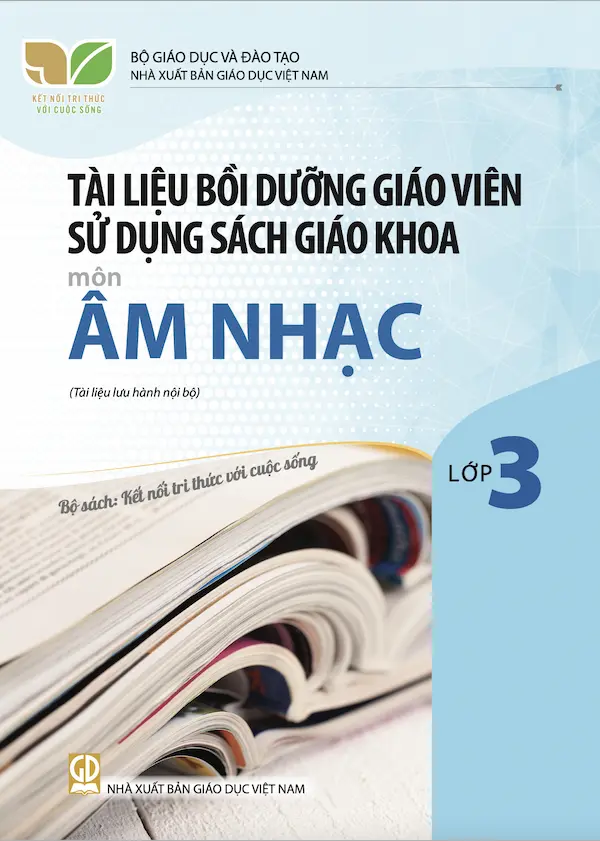 KẾT NỐI TRI THỨC
VỚI CUỘC SỐNG
BỘ GIÁO DỤC VÀ ĐÀO TẠO
NHÀ XUẤT BẢN GIÁO DỤC VIỆT NAM
TÀI LIỆU BỒI DƯỠNG GIÁO VIÊN
SỬ DỤNG SÁCH GIÁO KHOA
môn
ÂM NHẠC
(Tài liệu lưu hành nội bộ)
LỚP 3
Bộ sách: Kết nối tri thức với cuộc sống
GD
NHÀ XUẤT BẢN GIÁO DỤC VIỆT NAM